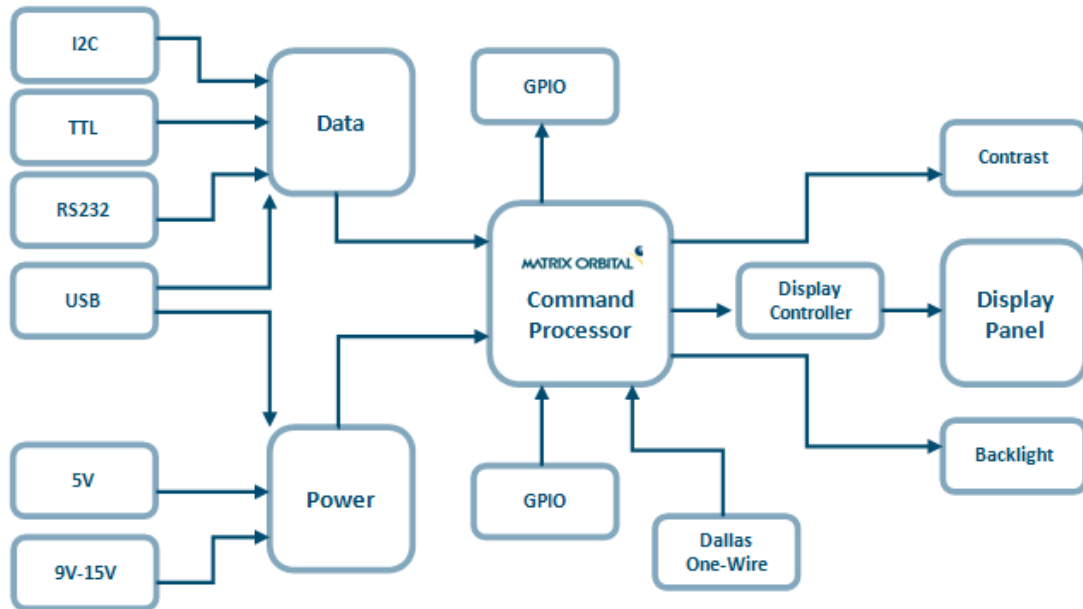 I2C
TTL
RS232
USB
5V
9V-15V
Data
Power
GPIO
MATRIX ORBITAL
Command
Processor
GPIO
Dallas
One-Wire
Contrast
Display
Controller
Display
Panel
Backlight